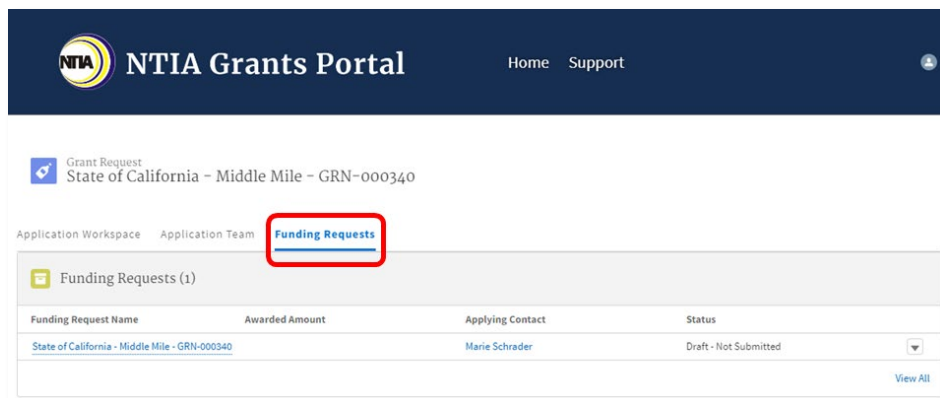 NTIA NTIA Grants Portal Home Support
Grant Request
State of California - Middle Mile - GRN-000340
Application Workspace Application Team Funding Requests
Funding Requests (1)
Funding Request Name Awarded Amount Applying Contact Status
State of California - Middle Mile - GRN-000340 Marie Schrader Draft - Not Submitted
View All